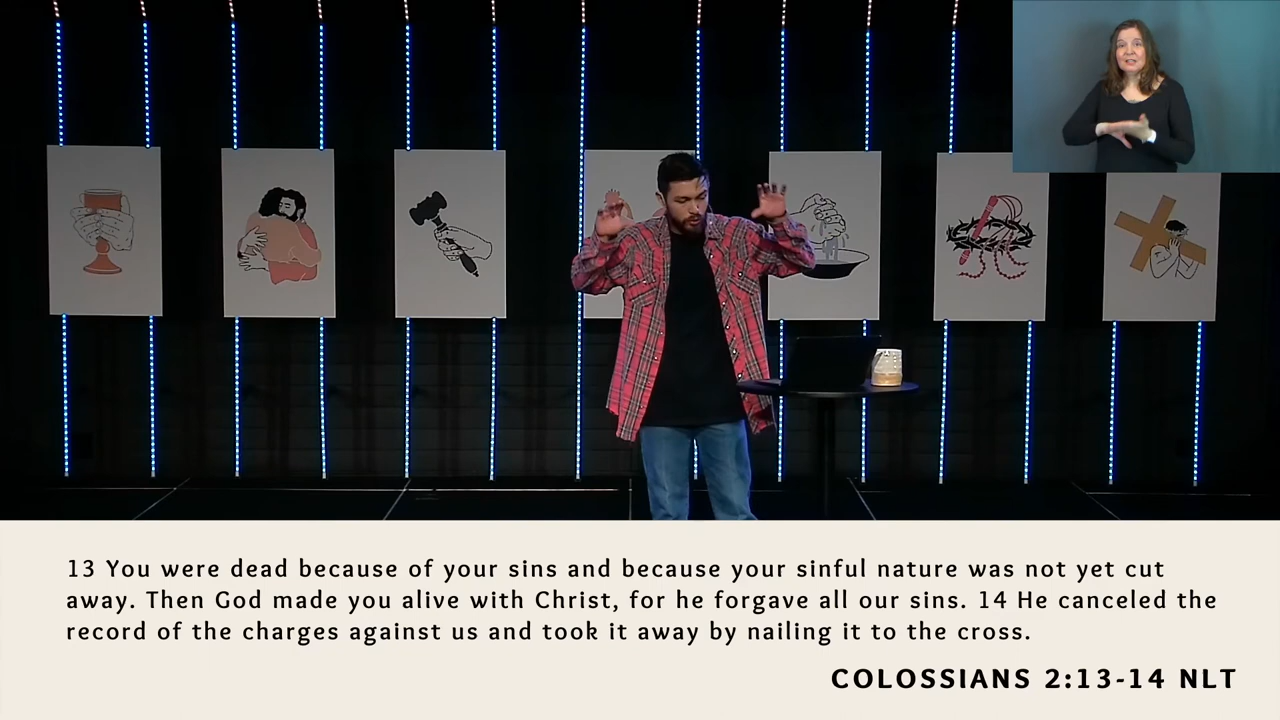 13 You were dead because of your sins and because your sinful nature was not yet cut
away. Then God made you alive with Christ, for he forgave all our sins. 14 He canceled the
record of the charges against us and took it away by nailing it to the cross.
COLOSSIANS 2:13-14 NLT